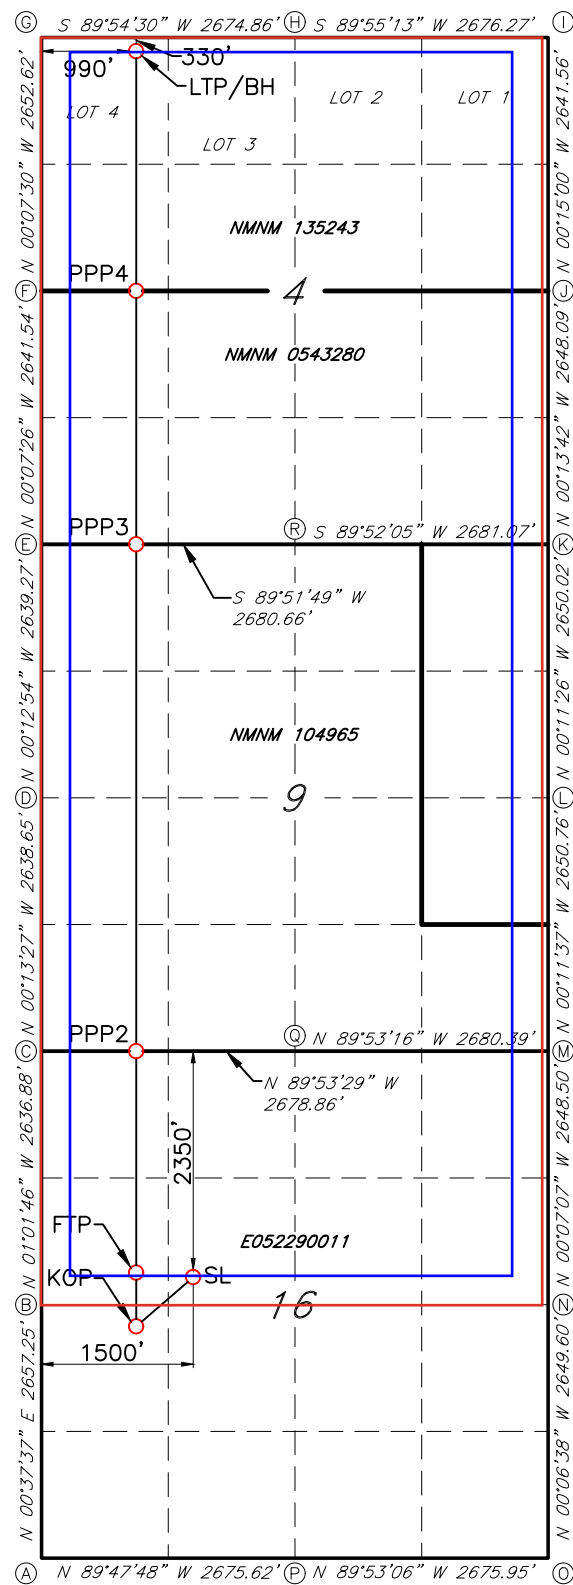 G S 89°54'30" W 2674.86' H S 89°55'13" W 2676.27' I
330'
990'
LTP/BH
LOT 4
LOT 3
LOT 2
LOT 1
N 00°07'30" W 2652.62'
N 00°15'00" W 2641.56'
NMNM 135243
PPP4
F
4
J
NMNM 0543280
N 00°07'26" W 2641.54'
N 00°13'42" W 2648.09'
PPP3
R S 89°52'05" W 2681.07'
E
K
S 89°51'49" W
2680.66'
N 00°12'54" W 2639.27'
N 00°11'26" W 2650.02'
NMNM 104965
D
9
L
N 00°13'27" W 2638.65'
N 00°11'37" W 2650.76'
PPP2
Q N 89°53'16" W 2680.39'
C
M
N 89°53'29" W
2678.86'
2350'
N 01°01'46" W 2636.88'
N 00°07'07" W 2648.50'
FTP
E052290011
KOP
SL
B
16
N
1500'
N 00°37'37" E 2657.25'
N 00°06'38" W 2649.60'
A N 89°47'48" W 2675.62' P N 89°53'06" W 2675.95' O